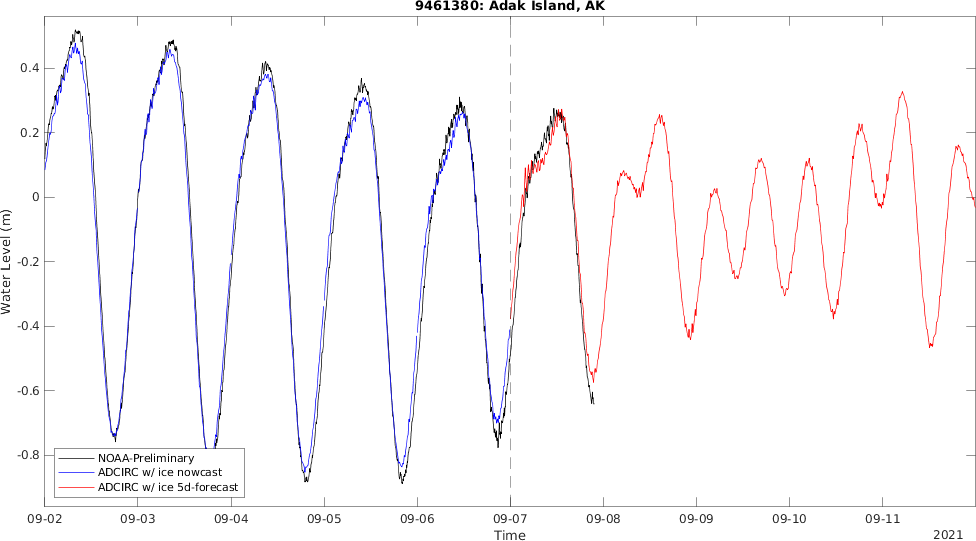 9461380: Adak Island, AK
Water Level (m)
0.4
0.2
0
-0.2
-0.4
-0.6
-0.8
NOAA-Preliminary
ADCIRC w/ ice nowcast
ADCIRC w/ ice 5d-forecast
09-02 09-03 09-04 09-05 09-06 09-07 09-08 09-09 09-10 09-11
Time
2021